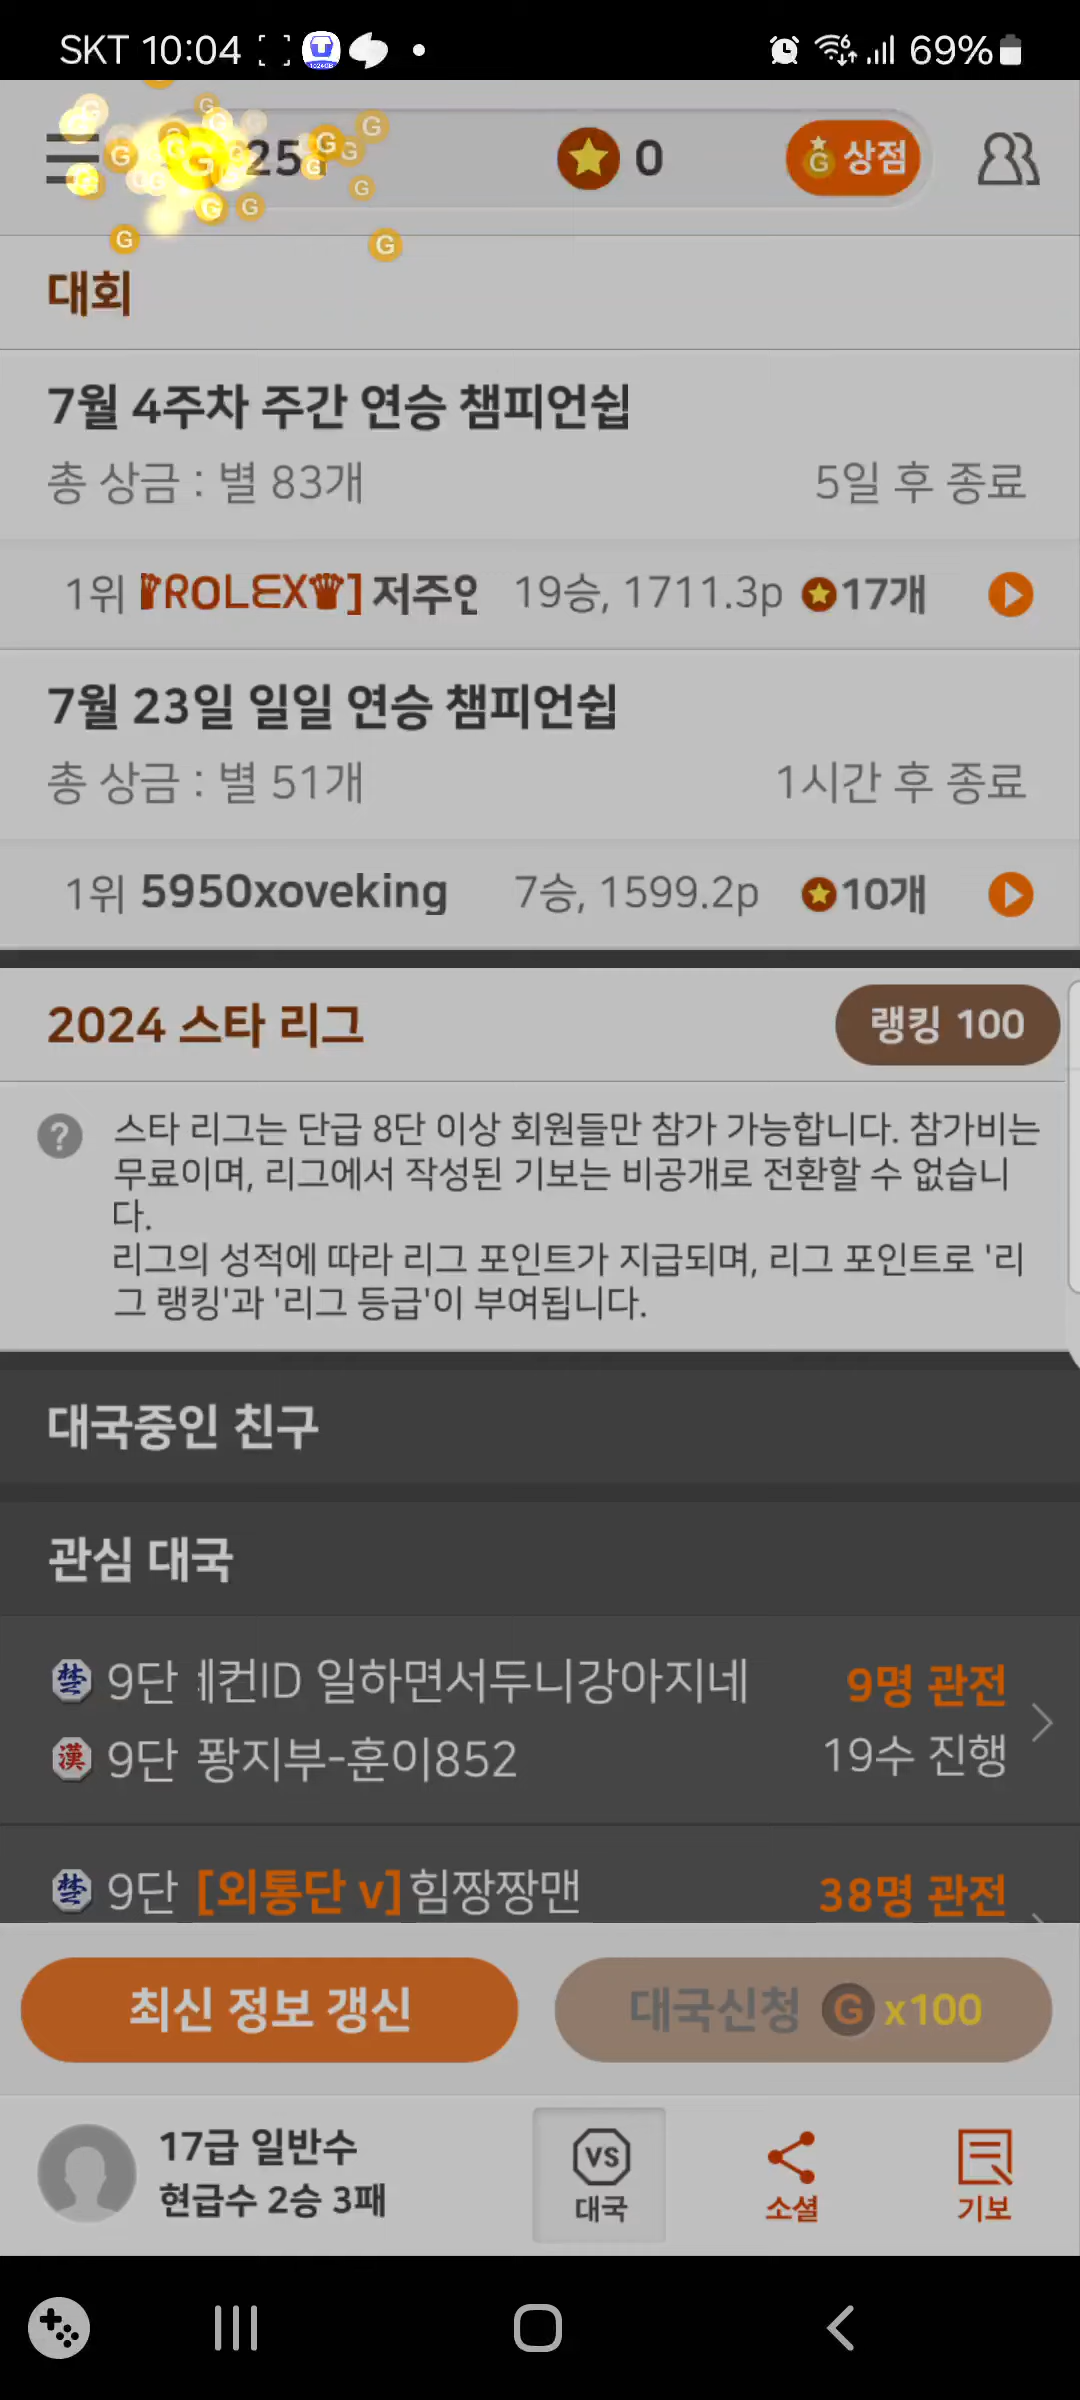 SKT 10:04 69%
0 G 상점
대회
7월 4주차 주간 연승 챔피언쉽
총 상금 : 별 83개 5일 후 종료
1위 ROLEX♛] 저주인 19승, 1711.3p 17개
7월 23일 일일 연승 챔피언쉽
총 상금 : 별 51개 1시간 후 종료
1위 5950xoveking 7승, 1599.2p 10개
2024 스타 리그 랭킹 100
? 스타 리그는 단급 8단 이상 회원들만 참가 가능합니다. 참가비는
무료이며, 리그에서 작성된 기보는 비공개로 전환할 수 없습니
다.
리그의 성적에 따라 리그 포인트가 지급되며, 리그 포인트로 '리
그 랭킹'과 '리그 등급'이 부여됩니다.
대국중인 친구
관심 대국
楚 9단 컨ID 일하면서두니강아지네 9명 관전
漢 9단 퐝지부-훈이852 19수 진행
楚 9단 [외통단 v] 힘짱짱맨 38명 관전
최신 정보 갱신 대국신청 G x100
17급 일반수
현급수 2승 3패
VS
대국 소셜 기보